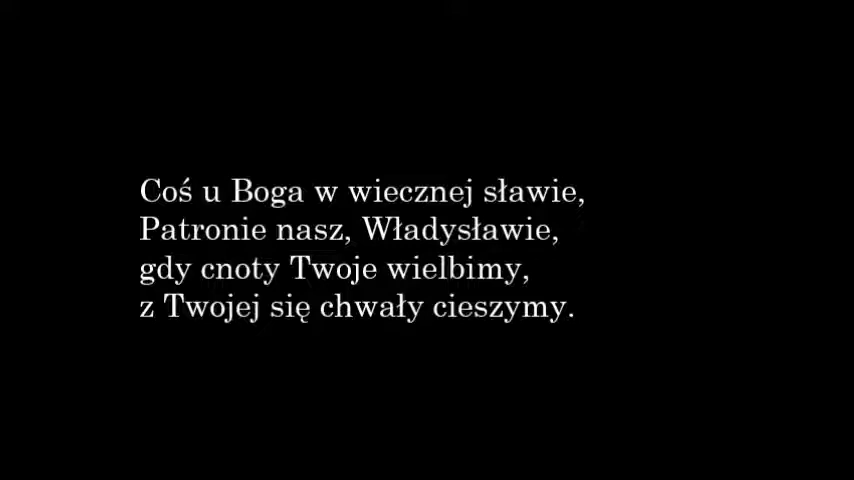 Coś u Boga w wiecznej sławie,
Patronie nasz, Władysławie,
gdy cnoty Twoje wielbimy,
z Twojej się chwały cieszymy.